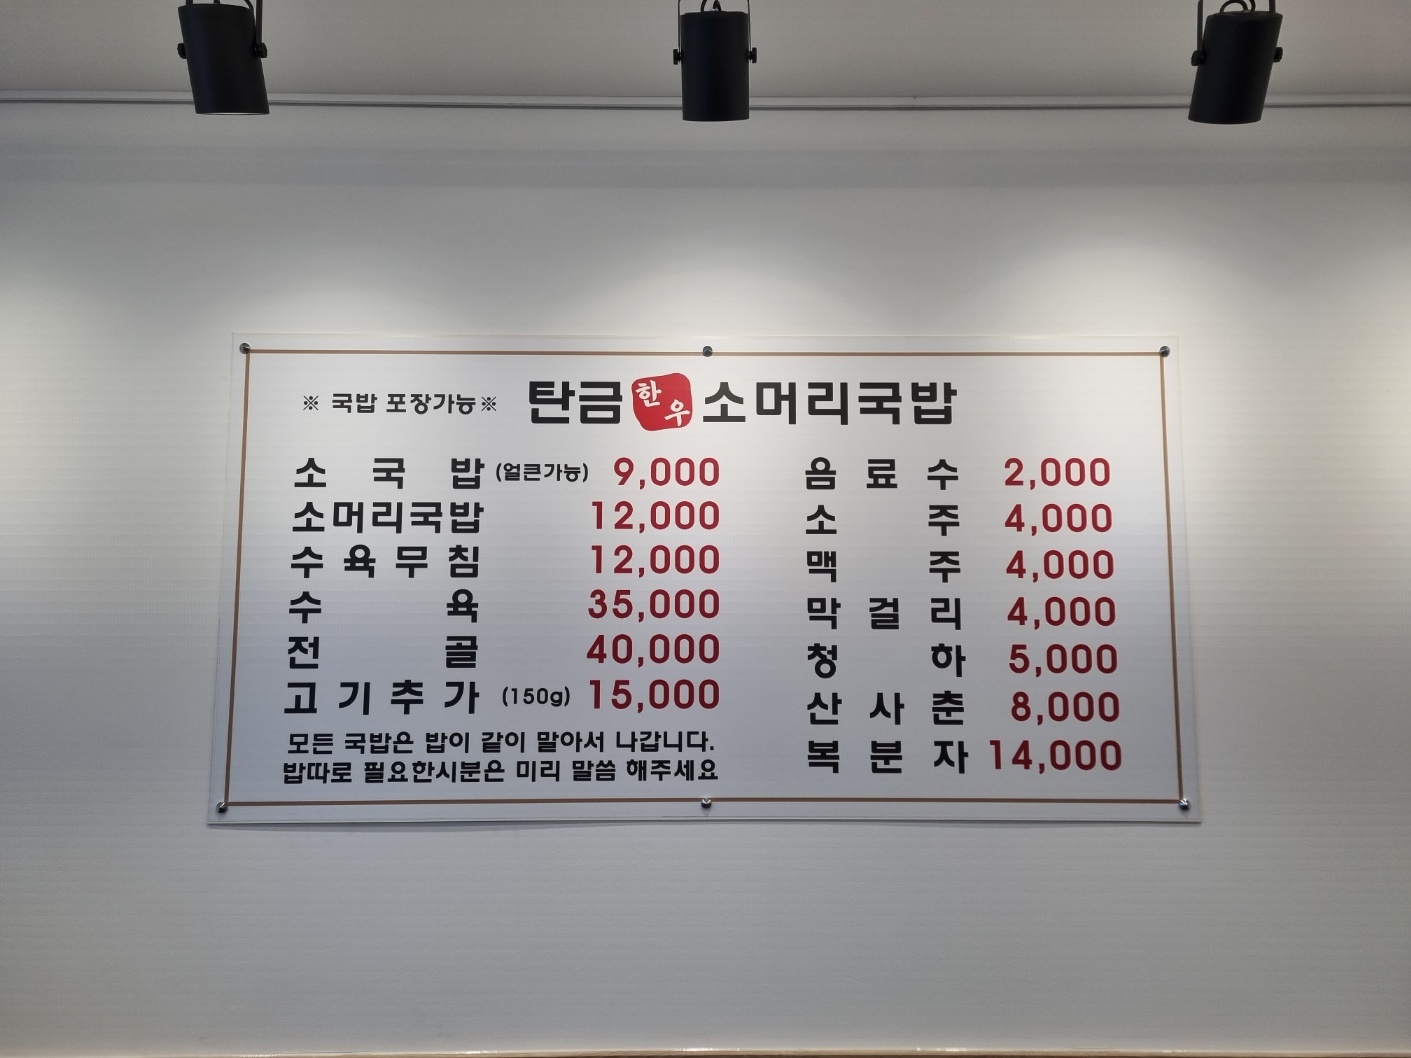 ※ 국밥 포장가능※ 탄금한우소머리국밥
소국밥 (얼큰가능) 9,000
소머리국밥 12,000
수육무침 12,000
수육 35,000
전골 40,000
고기추가 (150g) 15,000
모든 국밥은 밥이 같이 말아서 나갑니다.
밥따로 필요한시분은 미리 말씀 해주세요
음료수 2,000
소주 4,000
맥주 4,000
막걸리 4,000
청하 5,000
산사춘 8,000
복분자 14,000